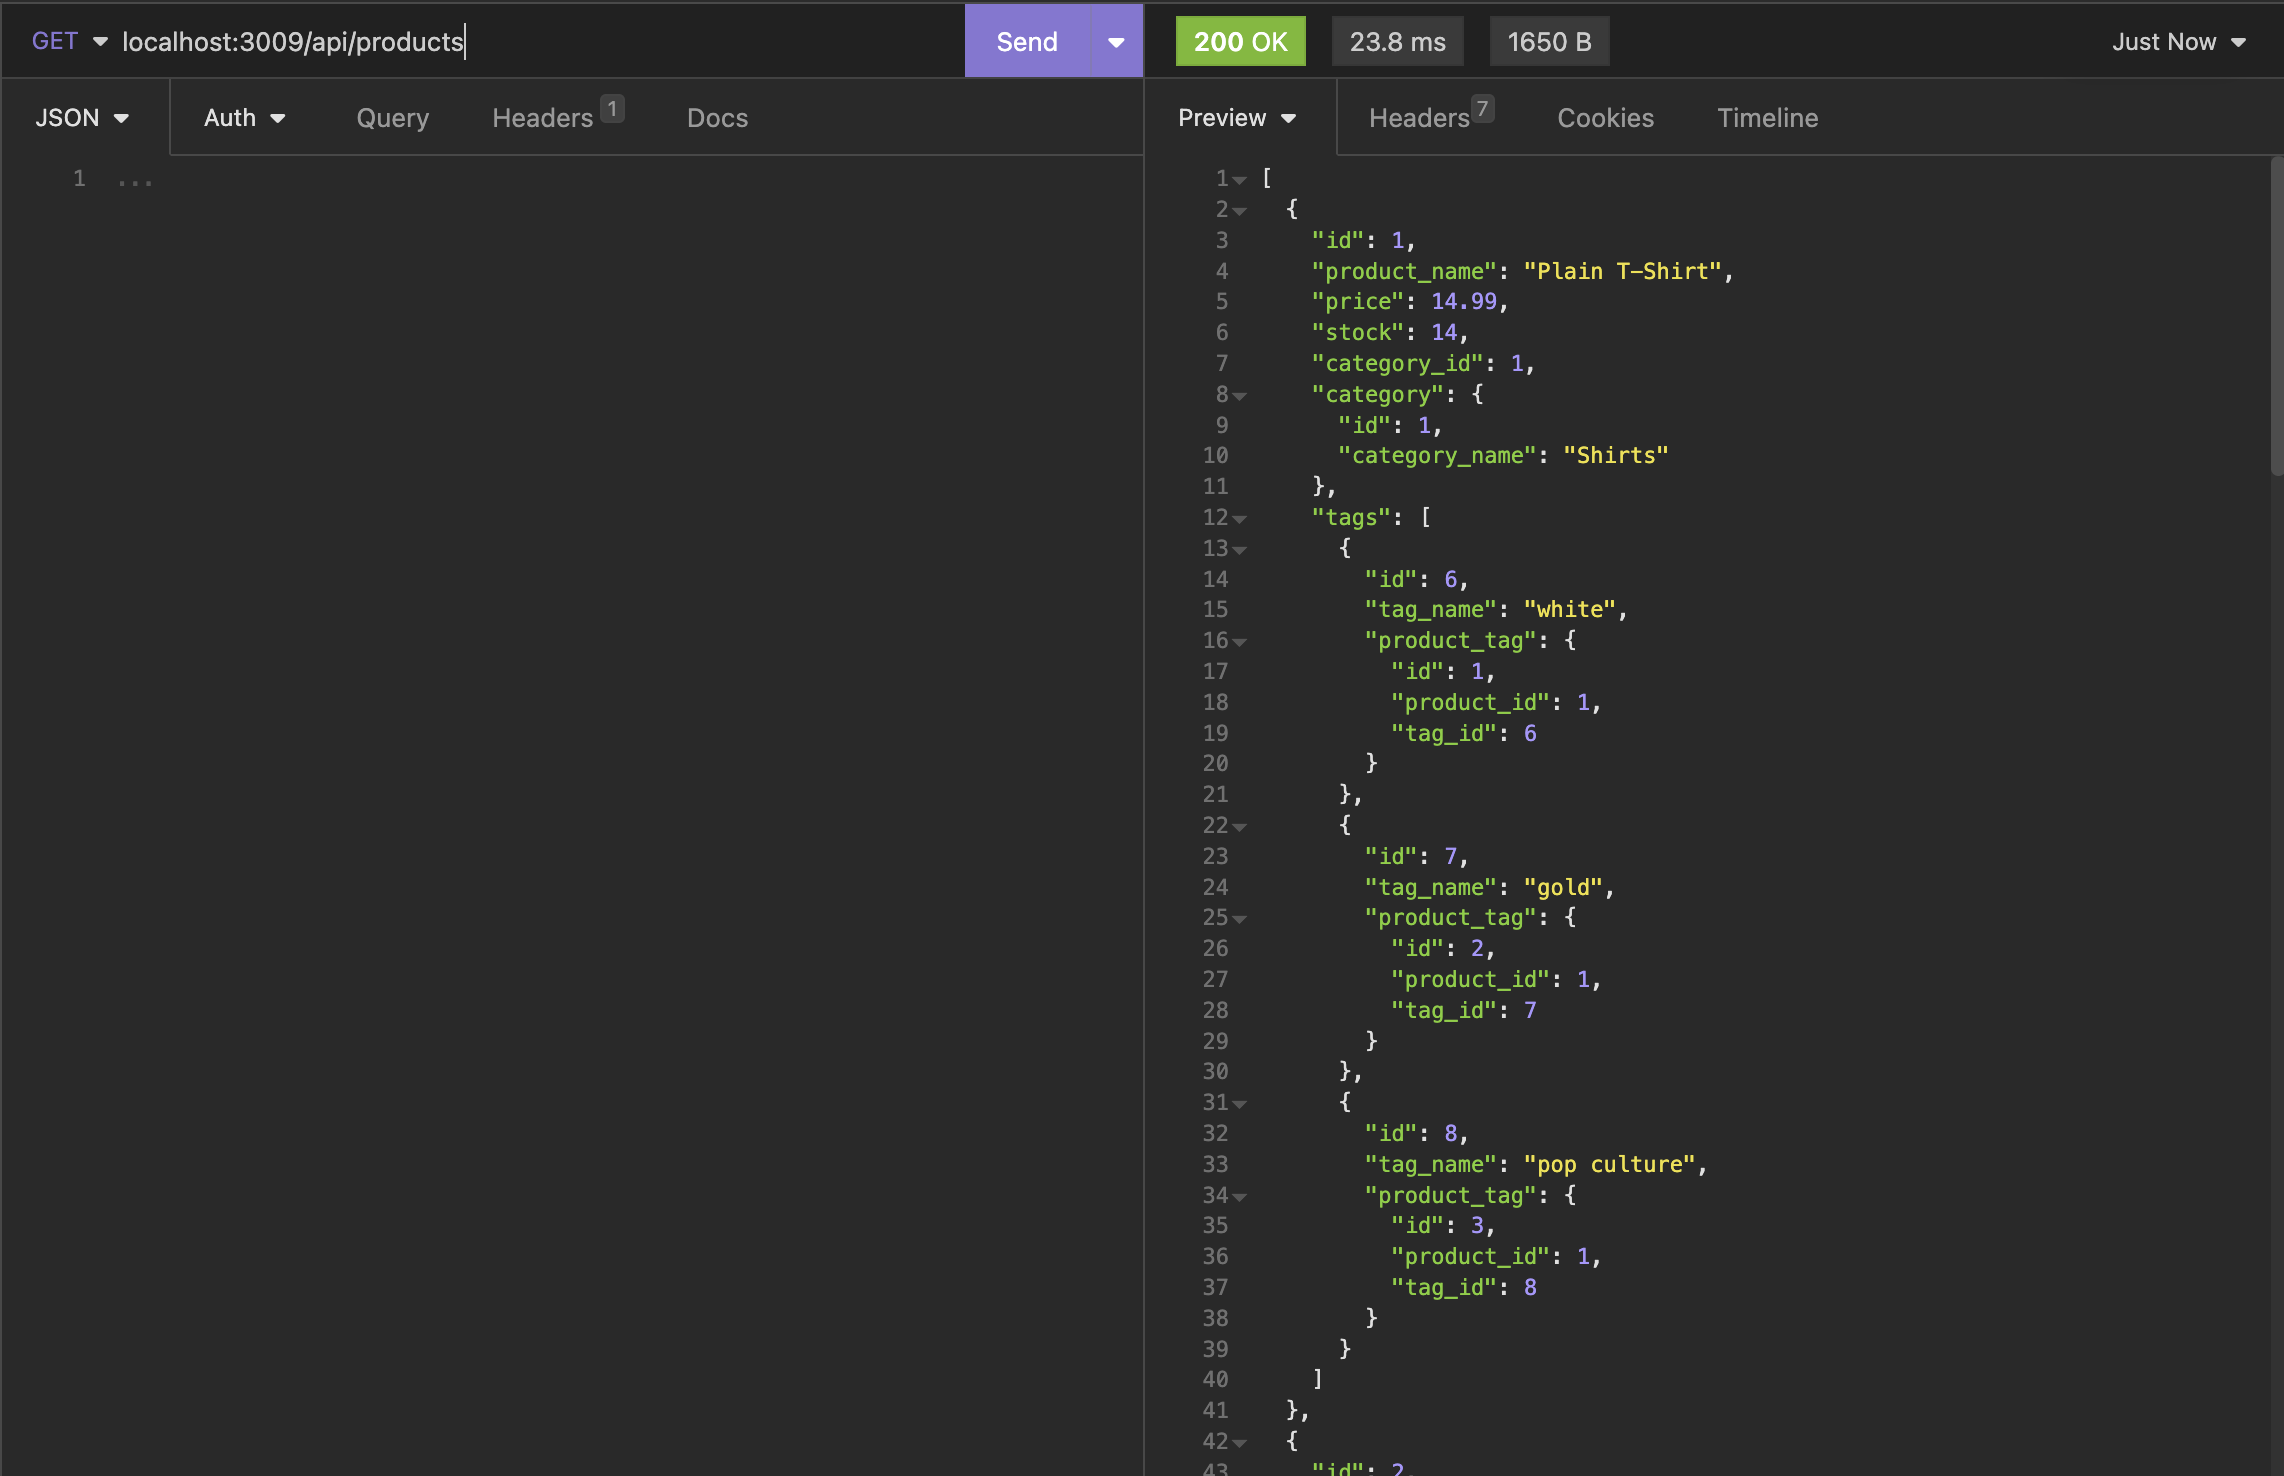 GET localhost:3009/api/products Send 200 OK 23.8 ms 1650 B Just Now
JSON Auth Query Headers 1 Docs Preview Headers 7 Cookies Timeline
1 ...
1 [
2 {
3 "id": 1,
4 "product_name": "Plain T-Shirt",
5 "price": 14.99,
6 "stock": 14,
7 "category_id": 1,
8 "category": {
9 "id": 1,
10 "category_name": "Shirts"
11 },
12 "tags": [
13 {
14 "id": 6,
15 "tag_name": "white",
16 "product_tag": {
17 "id": 1,
18 "product_id": 1,
19 "tag_id": 6
20 }
21 },
22 {
23 "id": 7,
24 "tag_name": "gold",
25 "product_tag": {
26 "id": 2,
27 "product_id": 1,
28 "tag_id": 7
29 }
30 },
31 {
32 "id": 8,
33 "tag_name": "pop culture",
34 "product_tag": {
35 "id": 3,
36 "product_id": 1,
37 "tag_id": 8
38 }
39 }
40 ]
41 },
42 {
43 "id": 2,